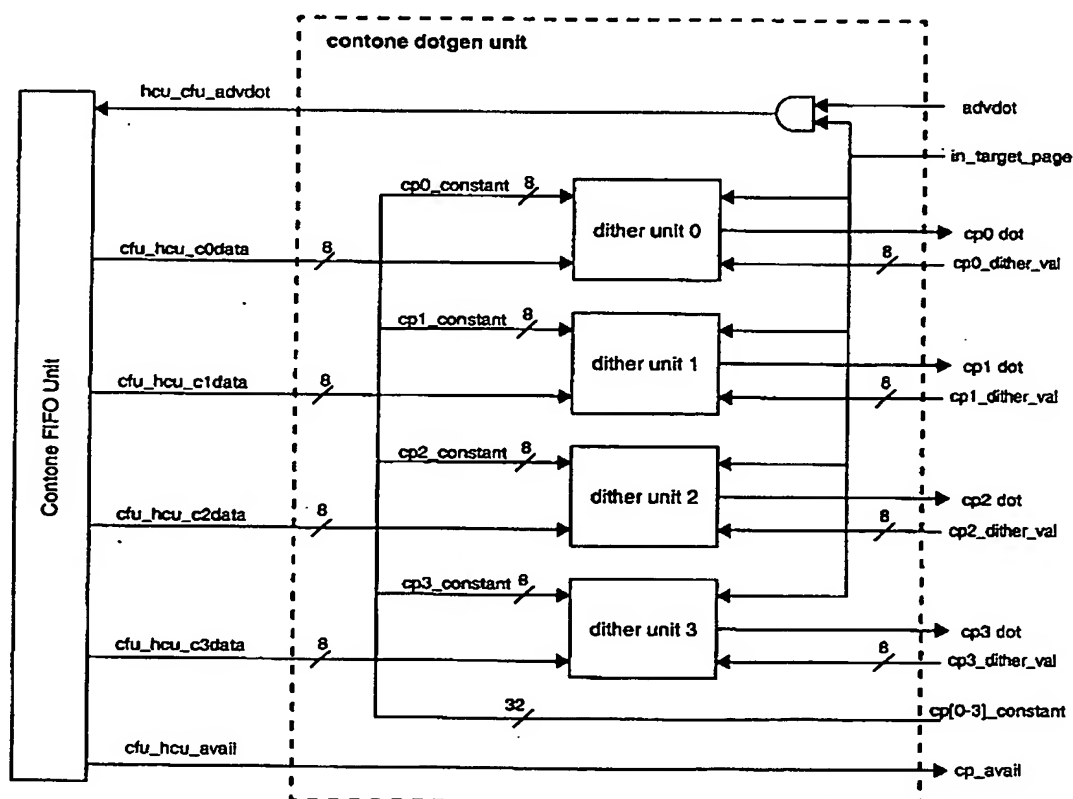 contone dotgen unit
hcu_cfu_advdot
advdot
in_target_page
cp0_constant 8
dither unit 0
cp0 dot
cfu_hcu_c0data 8
8 cp0_dither_val
cp1_constant 8
dither unit 1
cp1 dot
cfu_hcu_c1data 8
8 cp1_dither_val
Contone FIFO Unit
cp2_constant 8
dither unit 2
cp2 dot
cfu_hcu_c2data 8
8 cp2_dither_val
cp3_constant 8
dither unit 3
cp3 dot
cfu_hcu_c3data 8
8 cp3_dither_val
32 cp[0-3]_constant
cfu_hcu_avail
cp_avail